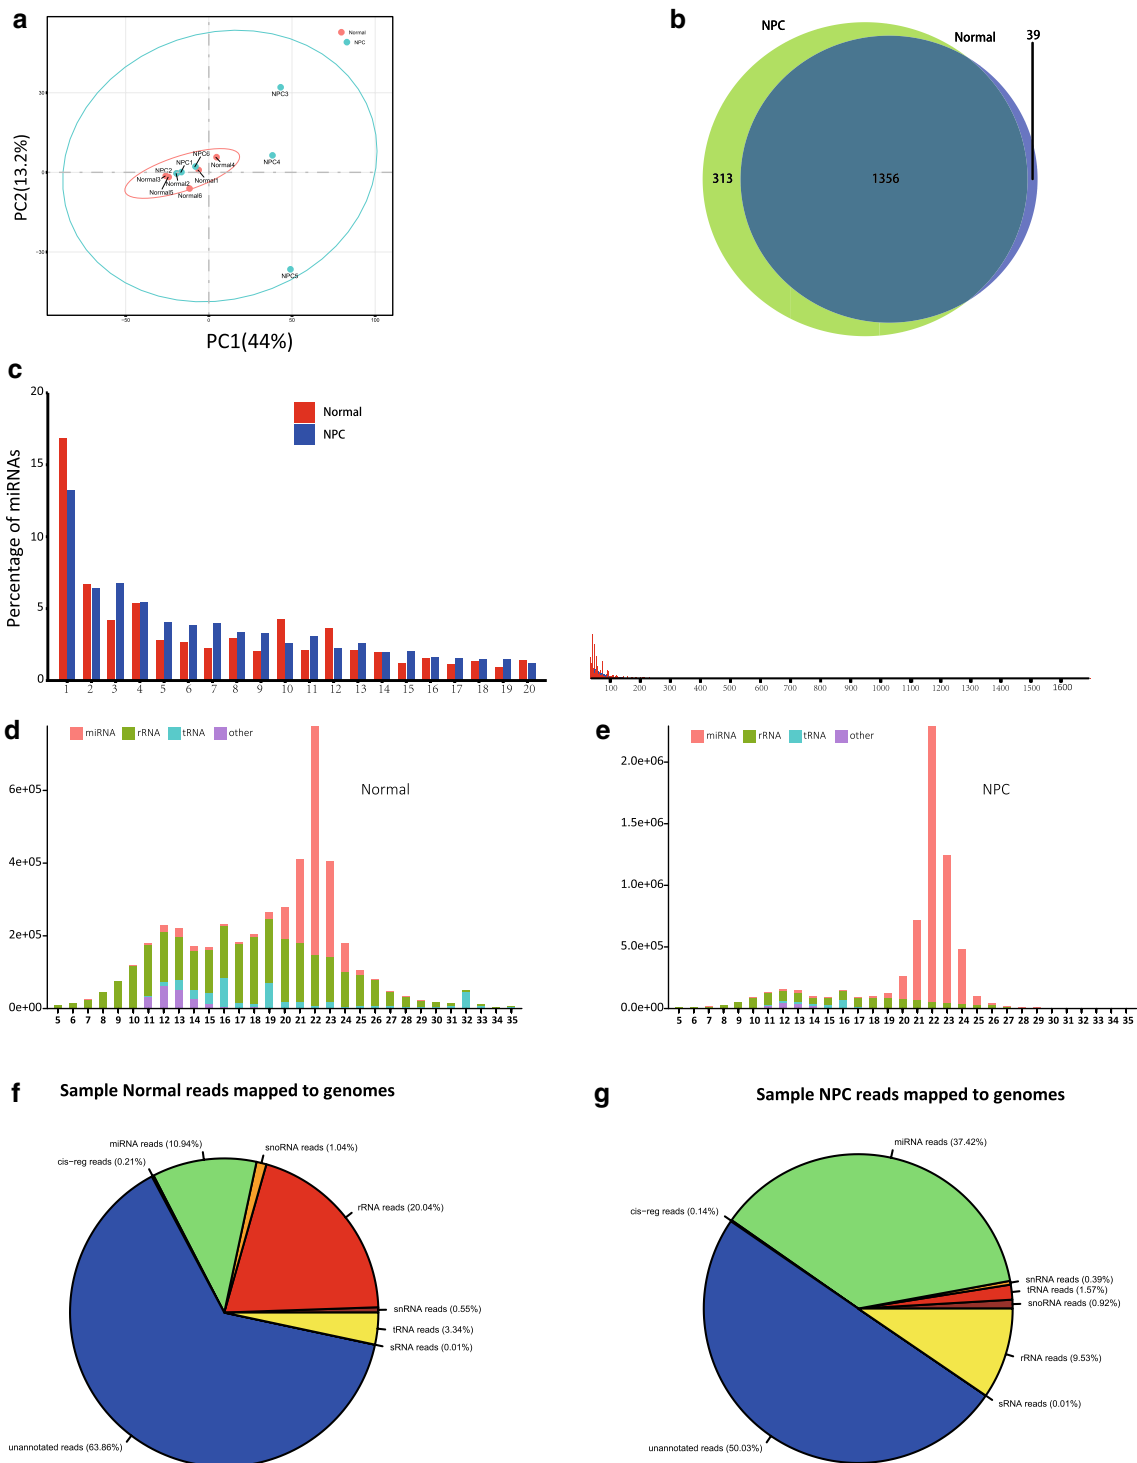 a
Normal
NPC
NPC3
NPC4
NPC6
NPC1
Normal4
NPC2
Normal3
Normal2
Normal1
Normal5
Normal6
NPC5
30
0
-30
-50
0
50
100
PC2(13.2%)
PC1(44%)
b
NPC
Normal
39
313
1356
c
Percentage of miRNAs
20
15
10
5
0
Normal
NPC
1 2 3 4 5 6 7 8 9 10 11 12 13 14 15 16 17 18 19 20
100 200 300 400 500 600 700 800 900 1000 1100 1200 1300 1400 1500 1600
d
miRNA rRNA tRNA other
Normal
6e+05
4e+05
2e+05
0e+00
5 6 7 8 9 10 11 12 13 14 15 16 17 18 19 20 21 22 23 24 25 26 27 28 29 30 31 32 33 34 35
e
miRNA rRNA tRNA other
NPC
2.0e+06
1.5e+06
1.0e+06
5.0e+05
0.0e+00
5 6 7 8 9 10 11 12 13 14 15 16 17 18 19 20 21 22 23 24 25 26 27 28 29 30 31 32 33 34 35
f
Sample Normal reads mapped to genomes
miRNA reads (10.94%)
snoRNA reads (1.04%)
cis−reg reads (0.21%)
rRNA reads (20.04%)
snRNA reads (0.55%)
tRNA reads (3.34%)
sRNA reads (0.01%)
unannotated reads (63.86%)
g
Sample NPC reads mapped to genomes
miRNA reads (37.42%)
cis−reg reads (0.14%)
snRNA reads (0.39%)
tRNA reads (1.57%)
snoRNA reads (0.92%)
rRNA reads (9.53%)
sRNA reads (0.01%)
unannotated reads (50.03%)